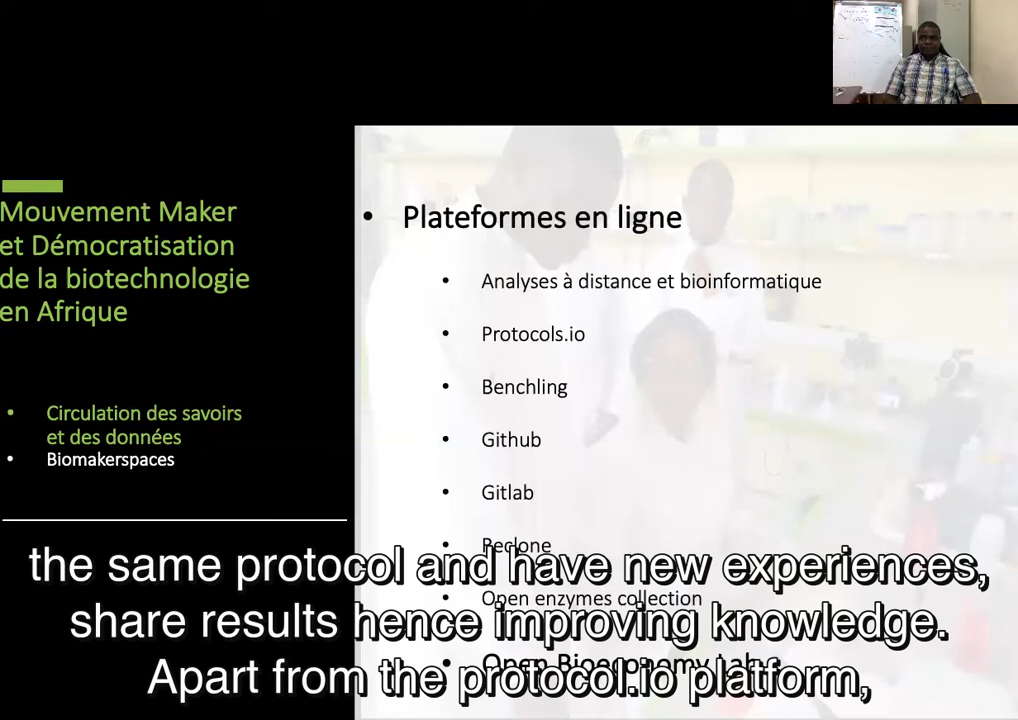 Mouvement Maker
et Démocratisation
de la biotechnologie
en Afrique
• Circulation des savoirs
et des données
• Biomakerspaces
• Plateformes en ligne
• Analyses à distance et bioinformatique
• Protocols.io
• Benchling
• Github
• Gitlab
• Reclone
• Open enzymes collection
• Open Bioeconomy Lab
the same protocol and have new experiences,
share results hence improving knowledge.
Apart from the protocol.io platform,